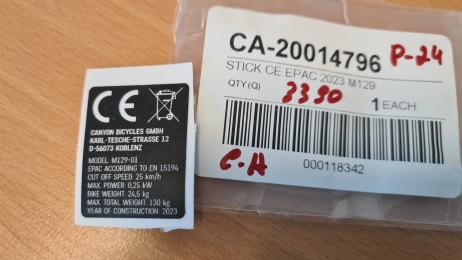 CE
CANYON BICYCLES GMBH
KARL-TESCHE-STRASSE 12
D-56073 KOBLENZ
MODEL: M129-01
EPAC ACCORDING TO EN 15194
CUT OFF SPEED: 25 km/h
MAX. POWER: 0,25 kW
BIKE WEIGHT: 24,5 kg
MAX. TOTAL WEIGHT: 130 kg
YEAR OF CONSTRUCTION: 2023
CA-20014796 P-24
STICK CE EPAC 2023 M129
QTY(Q) 3390 1 EACH
C.H 000118342